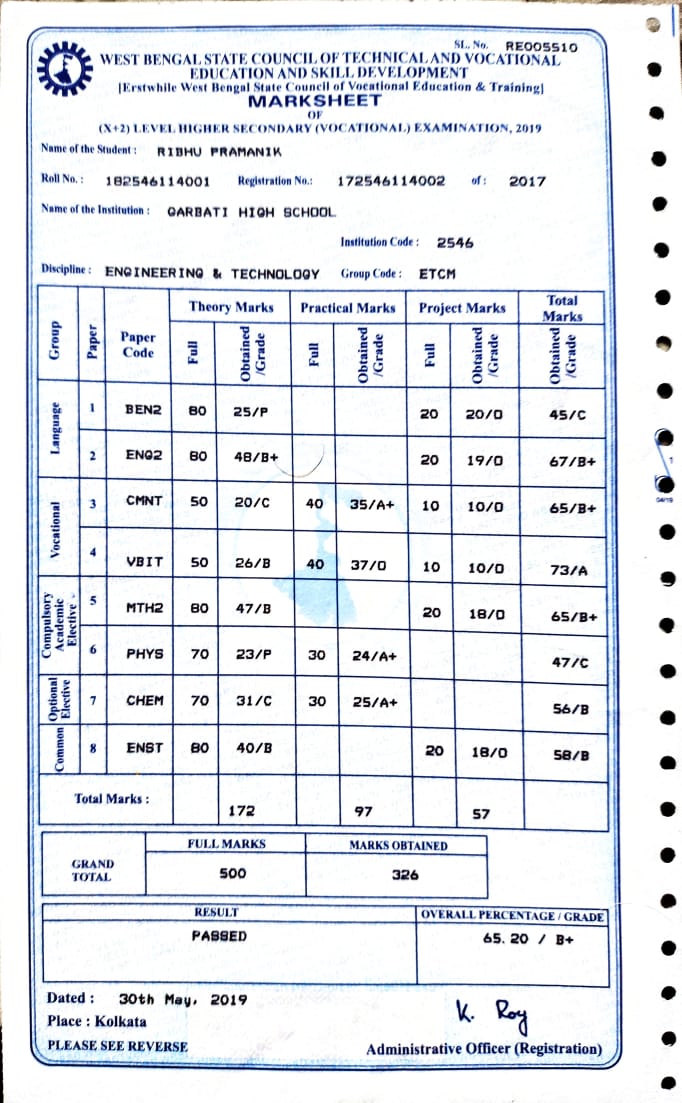 SL. No. RE005510
WEST BENGAL STATE COUNCIL OF TECHNICAL AND VOCATIONAL
EDUCATION AND SKILL DEVELOPMENT
[Erstwhile West Bengal State Council of Vocational Education & Training]
MARKSHEET
OF
(X+2) LEVEL HIGHER SECONDARY (VOCATIONAL) EXAMINATION, 2019
Name of the Student : RIBHU PRAMANIK
Roll No. : 182546114001 Registration No.: 172546114002 of : 2017
Name of the Institution : GARBATI HIGH SCHOOL
Institution Code : 2546
Discipline : ENGINEERING & TECHNOLOGY Group Code : ETCM
Group Paper Paper Code Theory Marks Practical Marks Project Marks Total Marks
Full Obtained /Grade Full Obtained /Grade Full Obtained /Grade Obtained /Grade
Language 1 BEN2 80 25/P 20 20/O 45/C
2 ENG2 80 48/B+ 20 19/O 67/B+
Vocational 3 CMNT 50 20/C 40 35/A+ 10 10/O 65/B+
4 VBIT 50 26/B 40 37/O 10 10/O 73/A
Compulsory Academic Elective 5 MTH2 80 47/B 20 18/O 65/B+
6 PHYS 70 23/P 30 24/A+ 47/C
Optional Elective 7 CHEM 70 31/C 30 25/A+ 56/B
Common 8 ENST 80 40/B 20 18/O 58/B
Total Marks : 172 97 57
GRAND TOTAL FULL MARKS MARKS OBTAINED
500 326
RESULT OVERALL PERCENTAGE / GRADE
PASSED 65.20 / B+
Dated : 30th May, 2019
Place : Kolkata
K. Roy
PLEASE SEE REVERSE Administrative Officer (Registration)